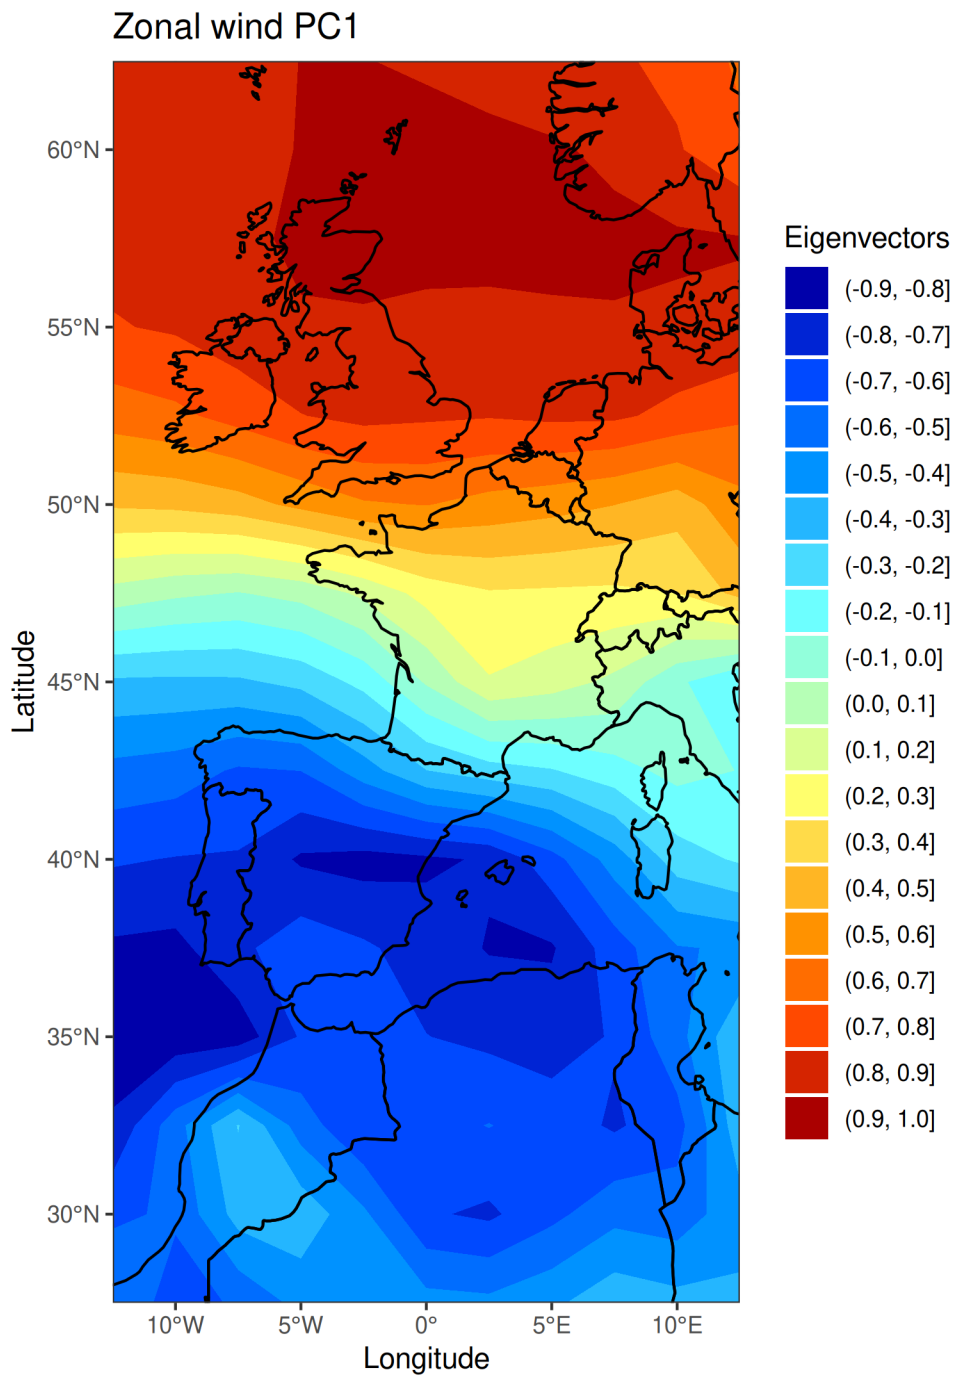 Zonal wind PC1
60°N
55°N
50°N
45°N
40°N
35°N
30°N
Latitude
10°W
5°W
0°
5°E
10°E
Longitude
Eigenvectors
(-0.9, -0.8]
(-0.8, -0.7]
(-0.7, -0.6]
(-0.6, -0.5]
(-0.5, -0.4]
(-0.4, -0.3]
(-0.3, -0.2]
(-0.2, -0.1]
(-0.1, 0.0]
(0.0, 0.1]
(0.1, 0.2]
(0.2, 0.3]
(0.3, 0.4]
(0.4, 0.5]
(0.5, 0.6]
(0.6, 0.7]
(0.7, 0.8]
(0.8, 0.9]
(0.9, 1.0]